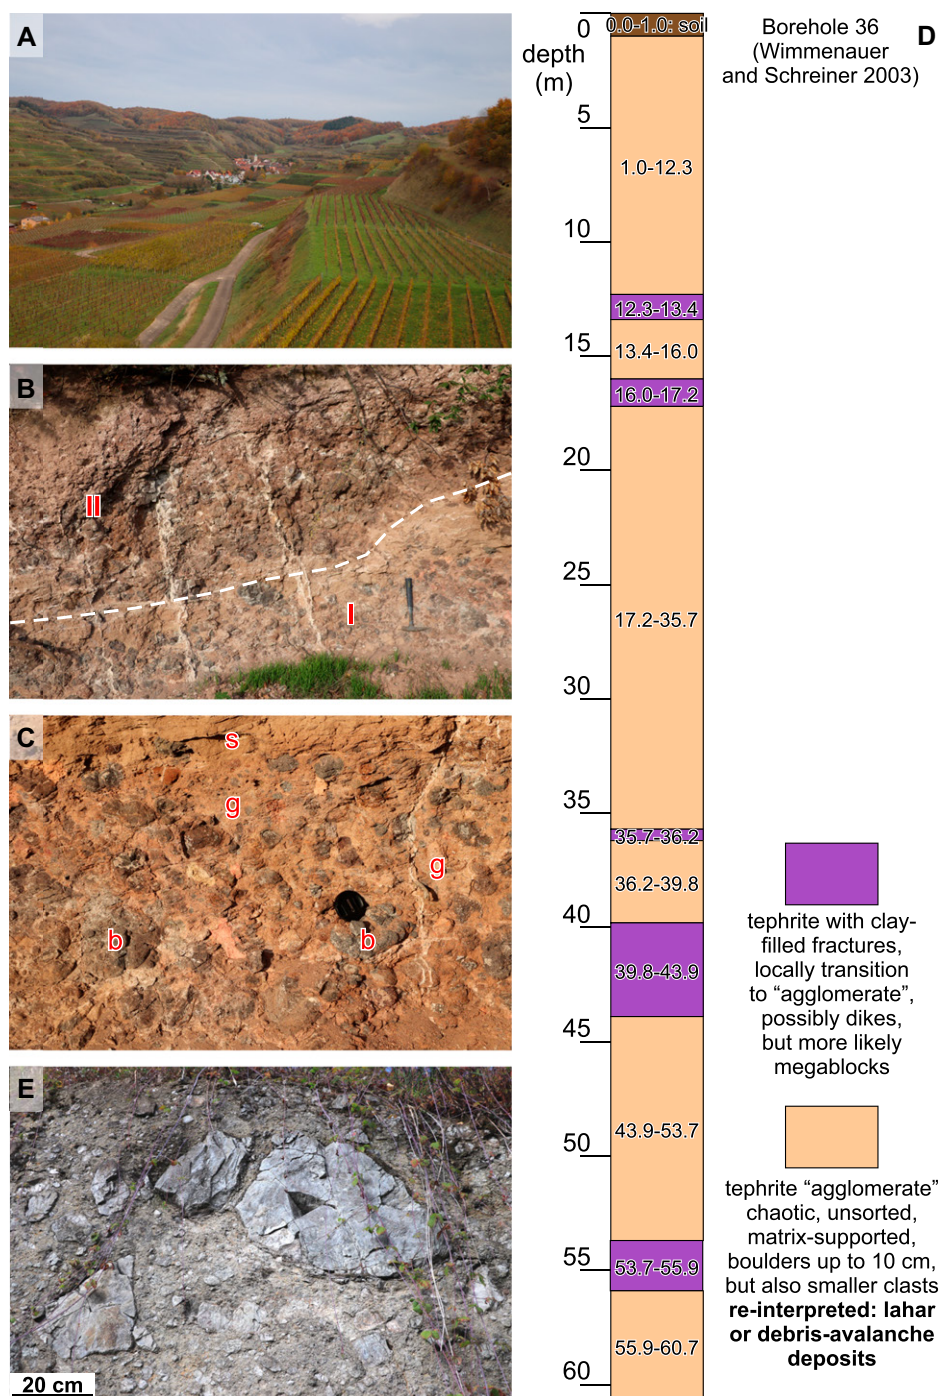 A
B
II
I
C
s
g
g
b
b
E
20 cm
D
Borehole 36
(Wimmenauer
and Schreiner 2003)
depth
(m)
0
5
10
15
20
25
30
35
40
45
50
55
60
0.0-1.0: soil
1.0-12.3
12.3-13.4
13.4-16.0
16.0-17.2
17.2-35.7
35.7-36.2
36.2-39.8
39.8-43.9
43.9-53.7
53.7-55.9
55.9-60.7
tephrite with clay-
filled fractures,
locally transition
to “agglomerate”,
possibly dikes,
but more likely
megablocks
tephrite “agglomerate”
chaotic, unsorted,
matrix-supported,
boulders up to 10 cm,
but also smaller clasts
re-interpreted: lahar
or debris-avalanche
deposits